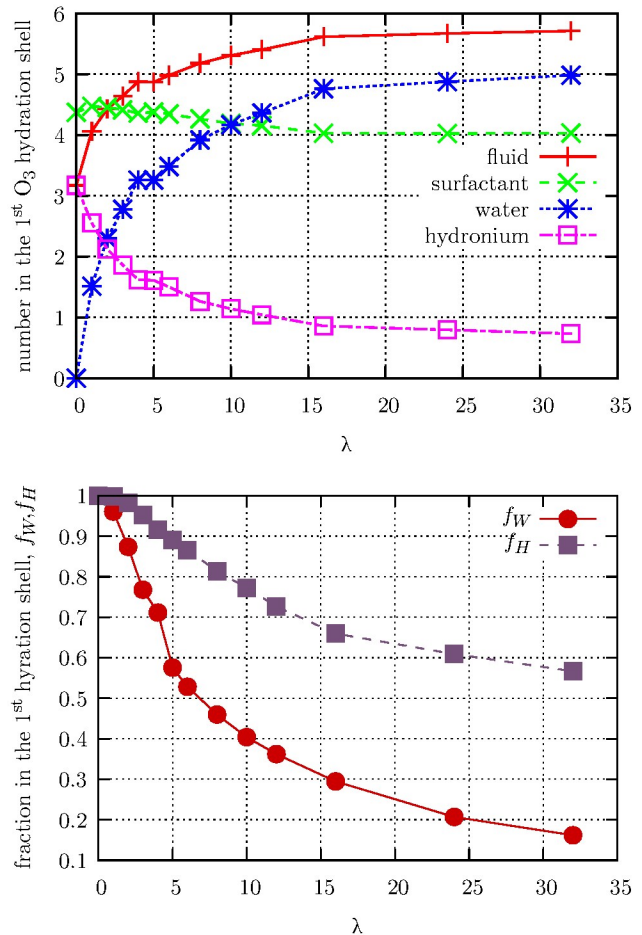 number in the 1st O3 hydration shell
6
5
4
3
2
1
0
fluid
surfactant
water
hydronium
0 5 10 15 20 25 30 35
λ
fraction in the 1st hyration shell, fW,fH
1
0.9
0.8
0.7
0.6
0.5
0.4
0.3
0.2
0.1
fW
fH
0 5 10 15 20 25 30 35
λ